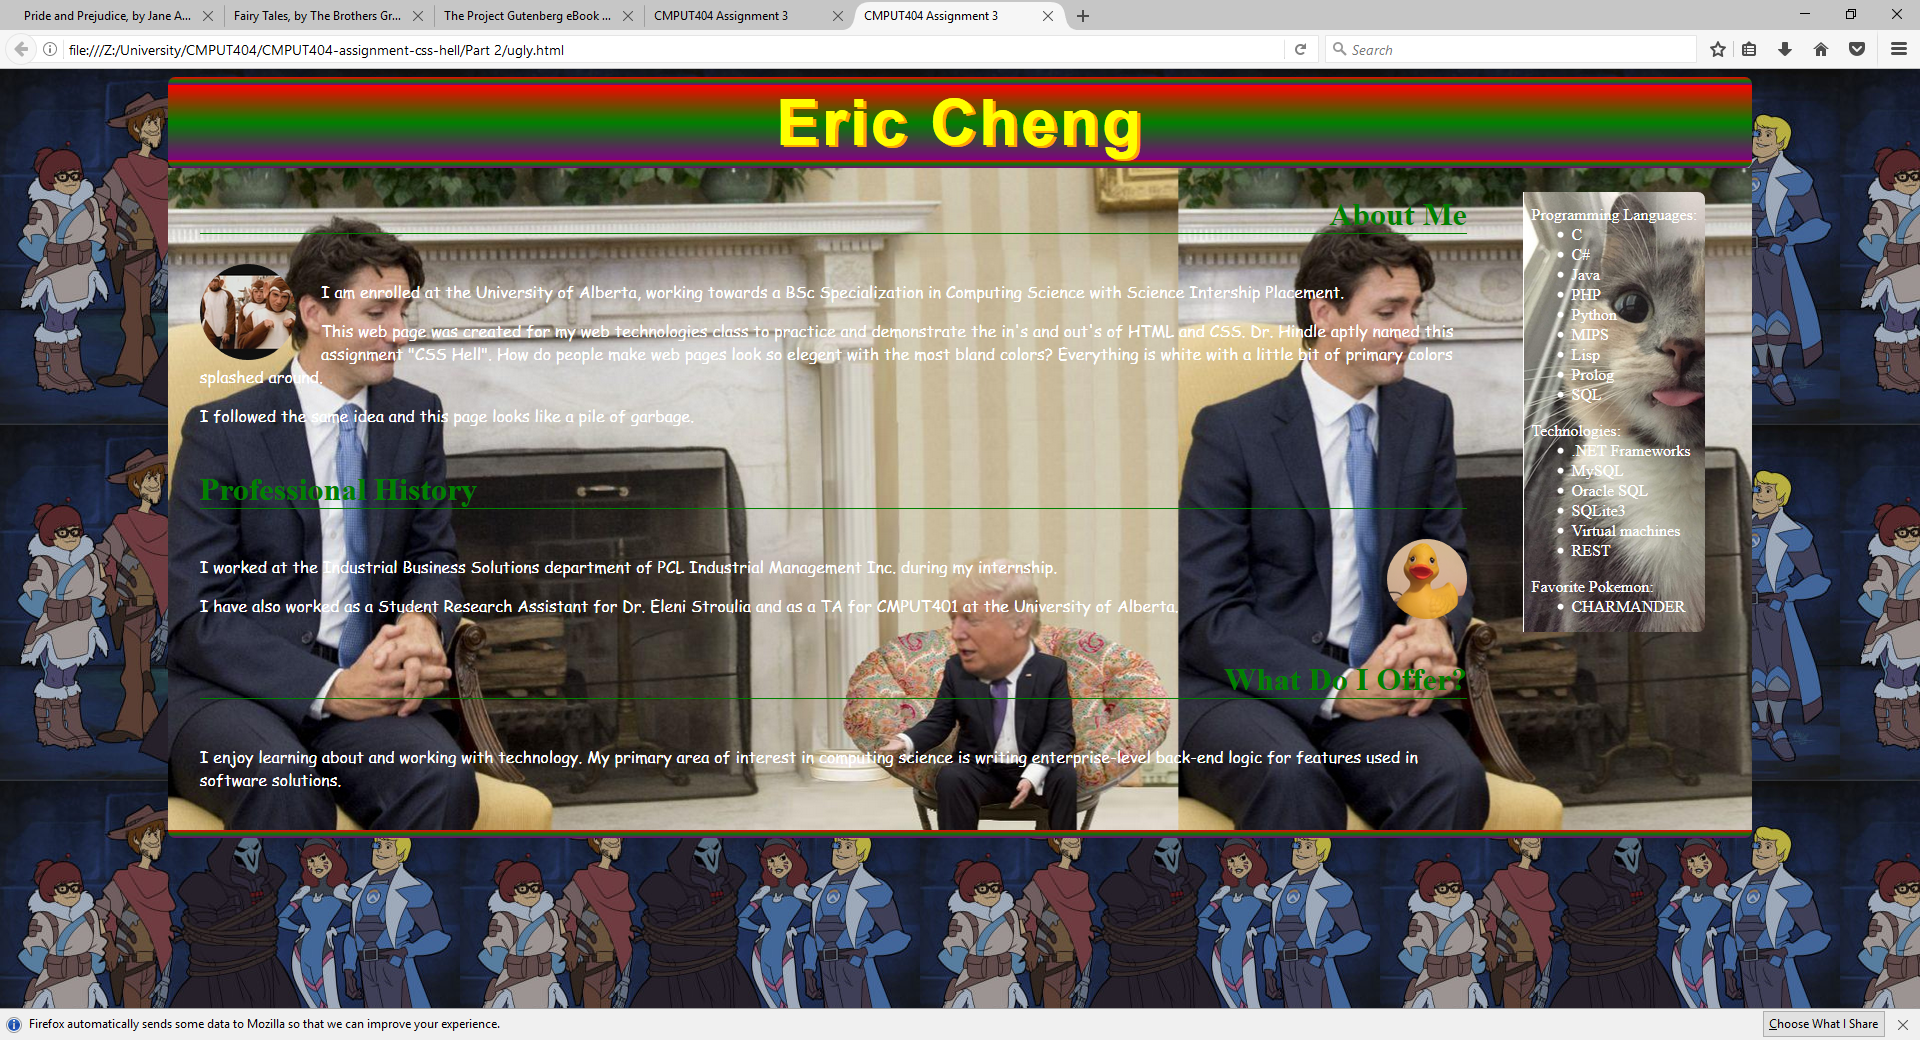 Pride and Prejudice, by Jane A...
Fairy Tales, by The Brothers Gr...
The Project Gutenberg eBook ...
CMPUT404 Assignment 3
CMPUT404 Assignment 3
file:///Z:/University/CMPUT404/CMPUT404-assignment-css-hell/Part 2/ugly.html
Search
Eric Cheng
About Me
I am enrolled at the University of Alberta, working towards a BSc Specialization in Computing Science with Science Intership Placement.
This web page was created for my web technologies class to practice and demonstrate the in's and out's of HTML and CSS. Dr. Hindle aptly named this
assignment "CSS Hell". How do people make web pages look so elegent with the most bland colors? Everything is white with a little bit of primary colors
splashed around.
I followed the same idea and this page looks like a pile of garbage.
Professional History
I worked at the Industrial Business Solutions department of PCL Industrial Management Inc. during my internship.
I have also worked as a Student Research Assistant for Dr. Eleni Stroulia and as a TA for CMPUT401 at the University of Alberta.
What Do I Offer?
I enjoy learning about and working with technology. My primary area of interest in computing science is writing enterprise-level back-end logic for features used in
software solutions.
Programming Languages:
C
C#
Java
PHP
Python
MIPS
Lisp
Prolog
SQL
Technologies:
.NET Frameworks
MySQL
Oracle SQL
SQLite3
Virtual machines
REST
Favorite Pokemon:
CHARMANDER
Firefox automatically sends some data to Mozilla so that we can improve your experience.
Choose What I Share